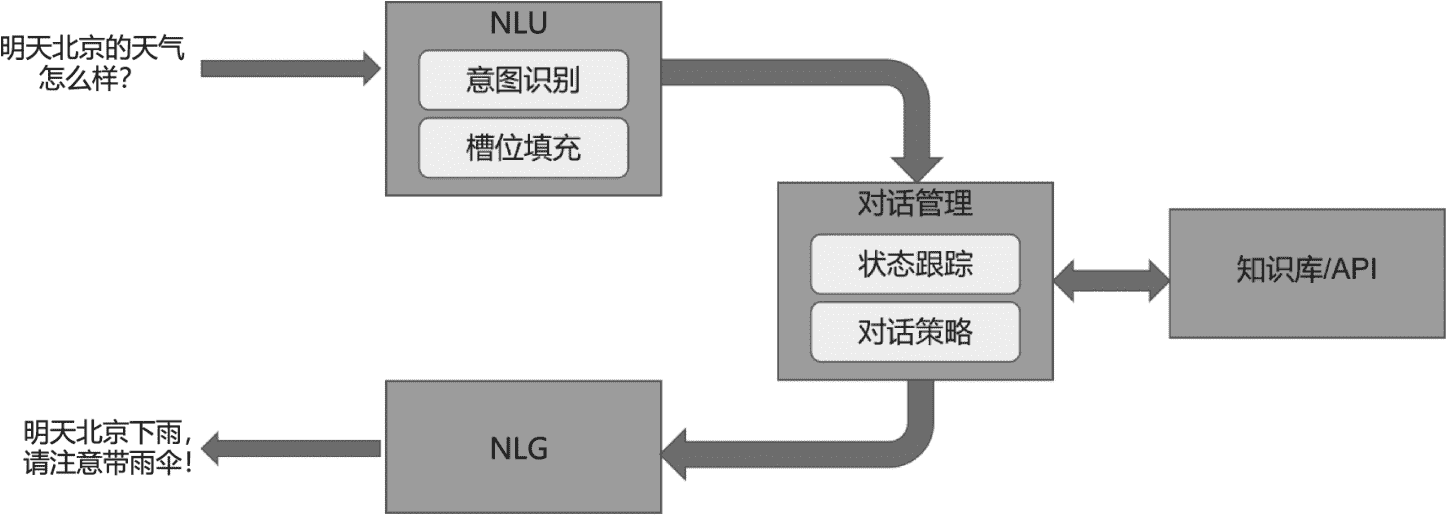 明天北京的天气
怎么样?
NLU
意图识别
槽位填充
对话管理
状态跟踪
对话策略
知识库/API
NLG
明天北京下雨,
请注意带雨伞!